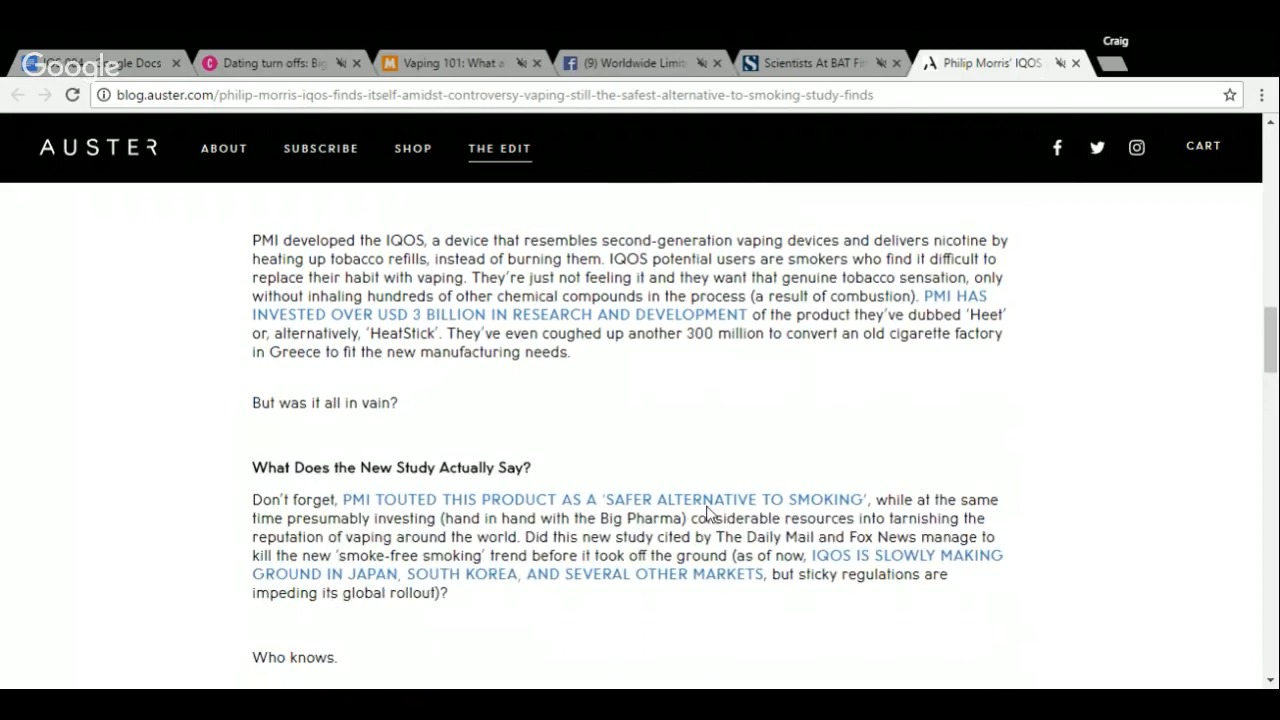 Craig
Google
Google Docs
Dating turn offs: Big
Vaping 101: What a
(9) Worldwide Limi
Scientists At BAT Fi
Philip Morris' IQOS
blog.auster.com/philip-morris-iqos-finds-itself-amidst-controversy-vaping-still-the-safest-alternative-to-smoking-study-finds
AUSTER ABOUT SUBSCRIBE SHOP THE EDIT CART
PMI developed the IQOS, a device that resembles second-generation vaping devices and delivers nicotine by
heating up tobacco refills, instead of burning them. IQOS potential users are smokers who find it difficult to
replace their habit with vaping. They're just not feeling it and they want that genuine tobacco sensation, only
without inhaling hundreds of other chemical compounds in the process (a result of combustion). PMI HAS
INVESTED OVER USD 3 BILLION IN RESEARCH AND DEVELOPMENT of the product they've dubbed 'Heet'
or, alternatively, 'HeatStick'. They've even coughed up another 300 million to convert an old cigarette factory
in Greece to fit the new manufacturing needs.
But was it all in vain?
What Does the New Study Actually Say?
Don't forget, PMI TOUTED THIS PRODUCT AS A 'SAFER ALTERNATIVE TO SMOKING', while at the same
time presumably investing (hand in hand with the Big Pharma) considerable resources into tarnishing the
reputation of vaping around the world. Did this new study cited by The Daily Mail and Fox News manage to
kill the new 'smoke-free smoking' trend before it took off the ground (as of now, IQOS IS SLOWLY MAKING
GROUND IN JAPAN, SOUTH KOREA, AND SEVERAL OTHER MARKETS, but sticky regulations are
impeding its global rollout)?
Who knows.